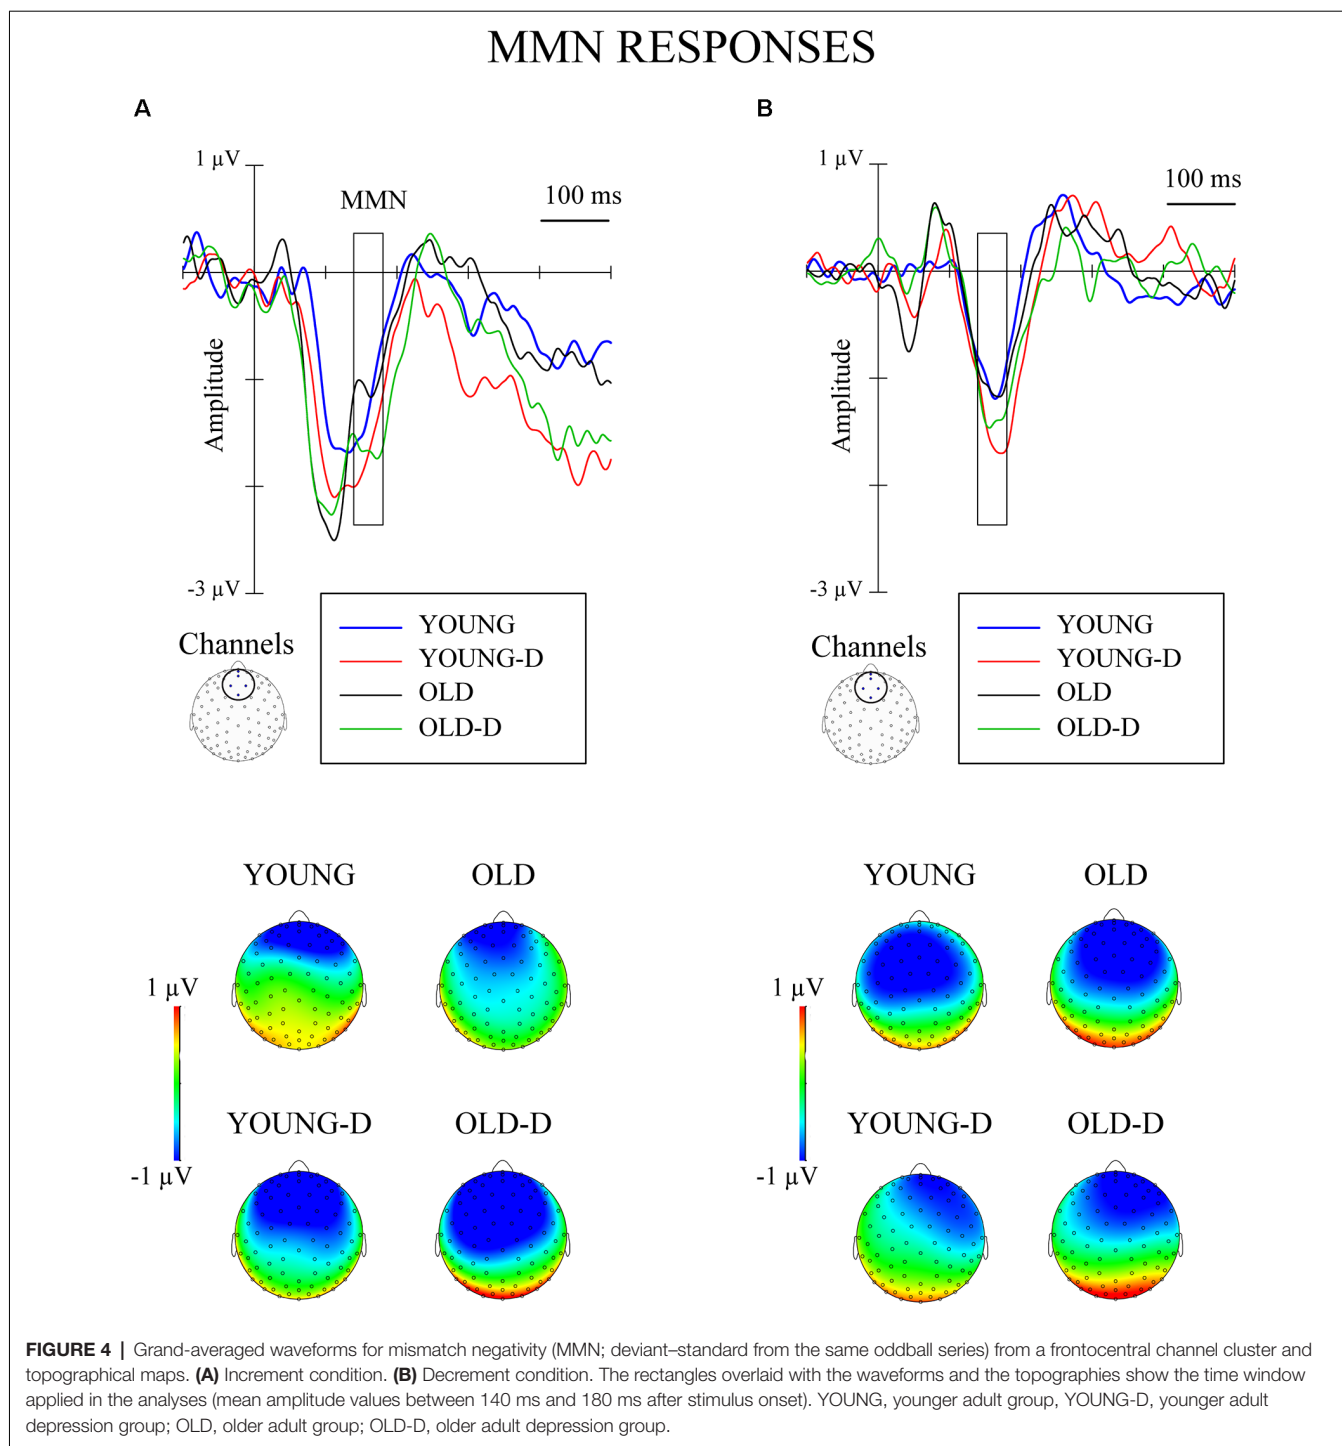 MMN RESPONSES
A
1 µV
MMN
100 ms
Amplitude
-3 µV
Channels
YOUNG
YOUNG-D
OLD
OLD-D
B
1 µV
100 ms
Amplitude
-3 µV
Channels
YOUNG
YOUNG-D
OLD
OLD-D
YOUNG
OLD
1 µV
-1 µV
YOUNG-D
OLD-D
YOUNG
OLD
1 µV
-1 µV
YOUNG-D
OLD-D
FIGURE 4 | Grand-averaged waveforms for mismatch negativity (MMN; deviant–standard from the same oddball series) from a frontocentral channel cluster and
topographical maps. (A) Increment condition. (B) Decrement condition. The rectangles overlaid with the waveforms and the topographies show the time window
applied in the analyses (mean amplitude values between 140 ms and 180 ms after stimulus onset). YOUNG, younger adult group, YOUNG-D, younger adult
depression group; OLD, older adult group; OLD-D, older adult depression group.